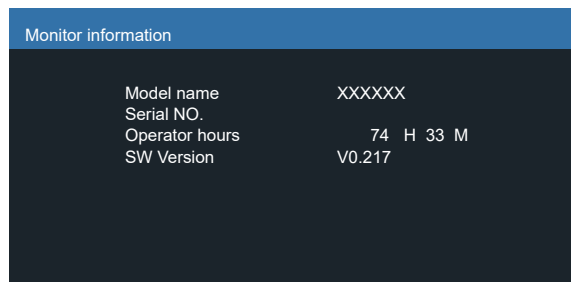 Monitor information
Model name XXXXXX
Serial NO.
Operator hours 74 H 33 M
SW Version V0.217